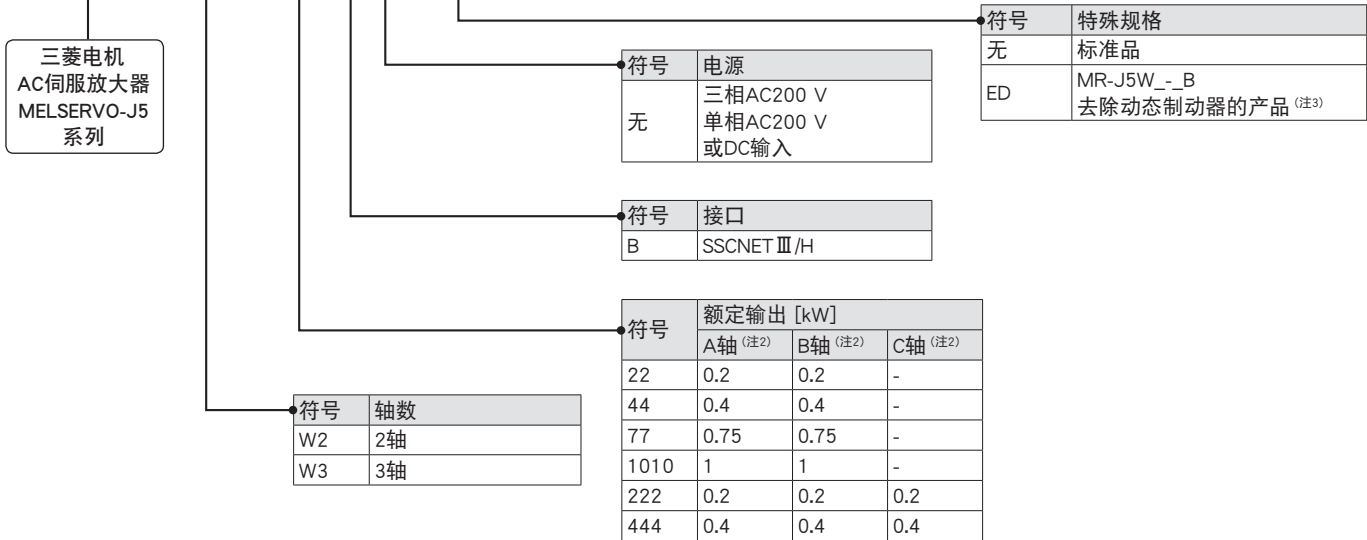 三菱电机
AC伺服放大器
MELSERVO-J5
系列
符号 特殊规格
无 标准品
ED MR-J5W_-_B
去除动态制动器的产品 (注3)
符号 电源
无 三相AC200 V
单相AC200 V
或DC输入
符号 接口
B SSCNETⅢ/H
符号 额定输出 [kW]
A轴 (注2) B轴 (注2) C轴 (注2)
22 0.2 0.2 -
44 0.4 0.4 -
77 0.75 0.75 -
1010 1 1 -
222 0.2 0.2 0.2
444 0.4 0.4 0.4
符号 轴数
W2 2轴
W3 3轴